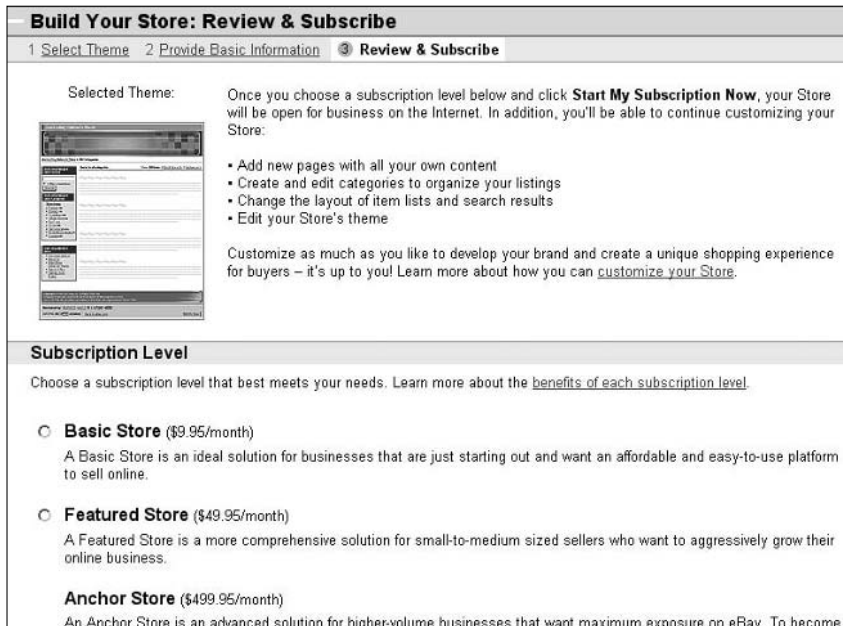 Build Your Store: Review & Subscribe
1 Select Theme 2 Provide Basic Information 3 Review & Subscribe
Selected Theme:
Once you choose a subscription level below and click Start My Subscription Now, your Store
will be open for business on the Internet. In addition, you'll be able to continue customizing your
Store:
▪ Add new pages with all your own content
▪ Create and edit categories to organize your listings
▪ Change the layout of item lists and search results
▪ Edit your Store's theme
Customize as much as you like to develop your brand and create a unique shopping experience
for buyers – it's up to you! Learn more about how you can customize your Store.
Subscription Level
Choose a subscription level that best meets your needs. Learn more about the benefits of each subscription level.
Basic Store ($9.95/month)
A Basic Store is an ideal solution for businesses that are just starting out and want an affordable and easy-to-use platform
to sell online.
Featured Store ($49.95/month)
A Featured Store is a more comprehensive solution for small-to-medium sized sellers who want to aggressively grow their
online business.
Anchor Store ($499.95/month)
An Anchor Store is an advanced solution for higher-volume businesses that want maximum exposure on eBay. To become